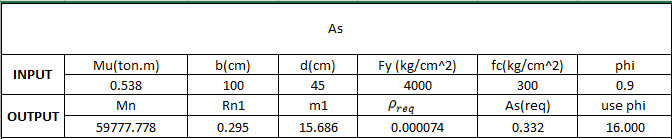 As
INPUT Mu(ton.m) b(cm) d(cm) Fy (kg/cm^2) fc(kg/cm^2) phi
0.538 100 45 4000 300 0.9
OUTPUT Mn Rn1 m1 ρreq As(req) use phi
59777.778 0.295 15.686 0.000074 0.332 16.000